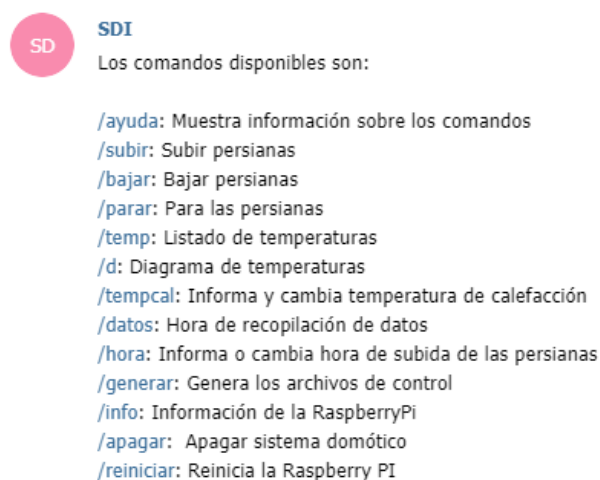 SD
SDI
Los comandos disponibles son:
/ayuda: Muestra información sobre los comandos
/subir: Subir persianas
/bajar: Bajar persianas
/parar: Para las persianas
/temp: Listado de temperaturas
/d: Diagrama de temperaturas
/tempcal: Informa y cambia temperatura de calefacción
/datos: Hora de recopilación de datos
/hora: Informa o cambia hora de subida de las persianas
/generar: Genera los archivos de control
/info: Información de la RaspberryPi
/apagar:  Apagar sistema domótico
/reiniciar: Reinicia la Raspberry PI